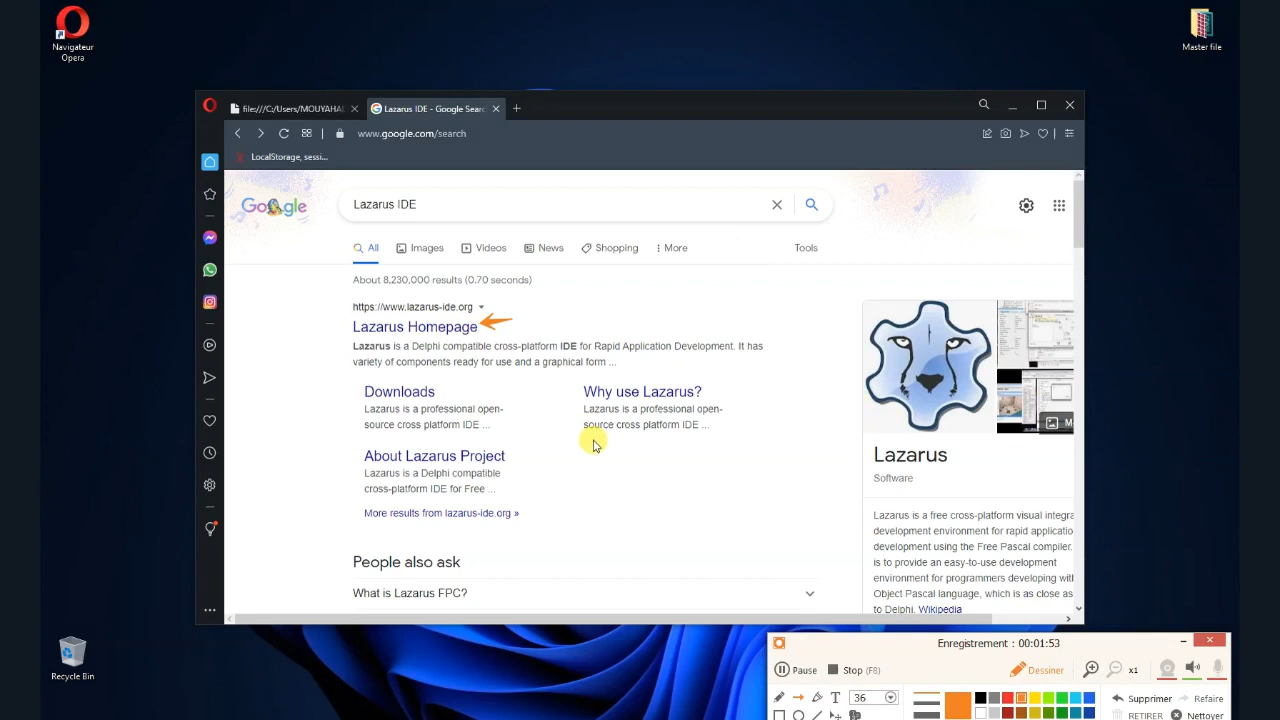 Navigateur
Opera
Master file
file:///C:/Users/MOUYAHA
Lazarus IDE - Google Sear
www.google.com/search
LocalStorage, sessi...
Google
Lazarus IDE
All
Images
Videos
News
Shopping
More
Tools
About 8,230,000 results (0.70 seconds)
https://www.lazarus-ide.org
Lazarus Homepage
Lazarus is a Delphi compatible cross-platform IDE for Rapid Application Development. It has
variety of components ready for use and a graphical form ...
Downloads
Lazarus is a professional open-
source cross platform IDE ...
Why use Lazarus?
Lazarus is a professional open-
source cross platform IDE ...
About Lazarus Project
Lazarus is a Delphi compatible
cross-platform IDE for Free ...
More results from lazarus-ide.org »
People also ask
What is Lazarus FPC?
M
Lazarus
Software
Lazarus is a free cross-platform visual integra
development environment for rapid applicatio
development using the Free Pascal compiler.
is to provide an easy-to-use development
environment for programmers developing with
Object Pascal language, which is as close as
to Delphi. Wikipedia
Recycle Bin
Enregistrement : 00:01:53
Pause
Stop (F8)
Dessiner
x1
T
36
Supprimer
Refaire
RETIRER
Nettoyer